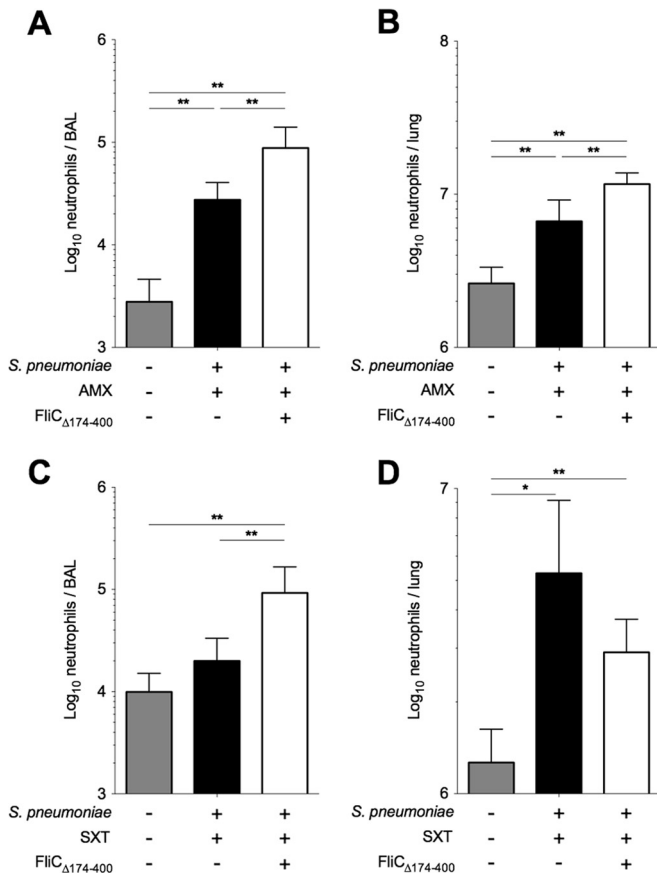 A
Log10 neutrophils / BAL
6
5
4
3
**
**
**
S. pneumoniae - + +
AMX - + +
FliCΔ174-400 - - +
B
Log10 neutrophils / lung
8
7
6
**
**
**
S. pneumoniae - + +
AMX - + +
FliCΔ174-400 - - +
C
Log10 neutrophils / BAL
6
5
4
3
**
**
S. pneumoniae - + +
SXT - + +
FliCΔ174-400 - - +
D
Log10 neutrophils / lung
7
6
**
*
S. pneumoniae - + +
SXT - + +
FliCΔ174-400 - - +